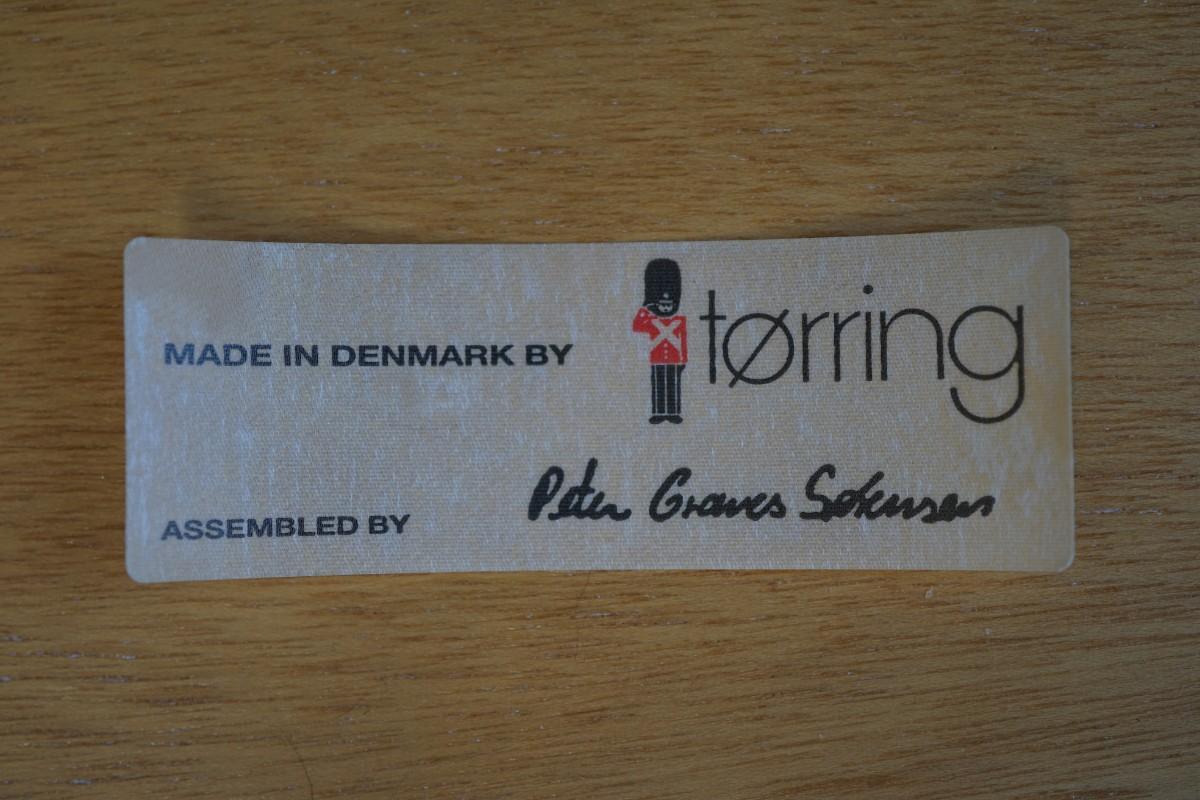 MADE IN DENMARK BY tørring
ASSEMBLED BY Peter Graves Sørensen